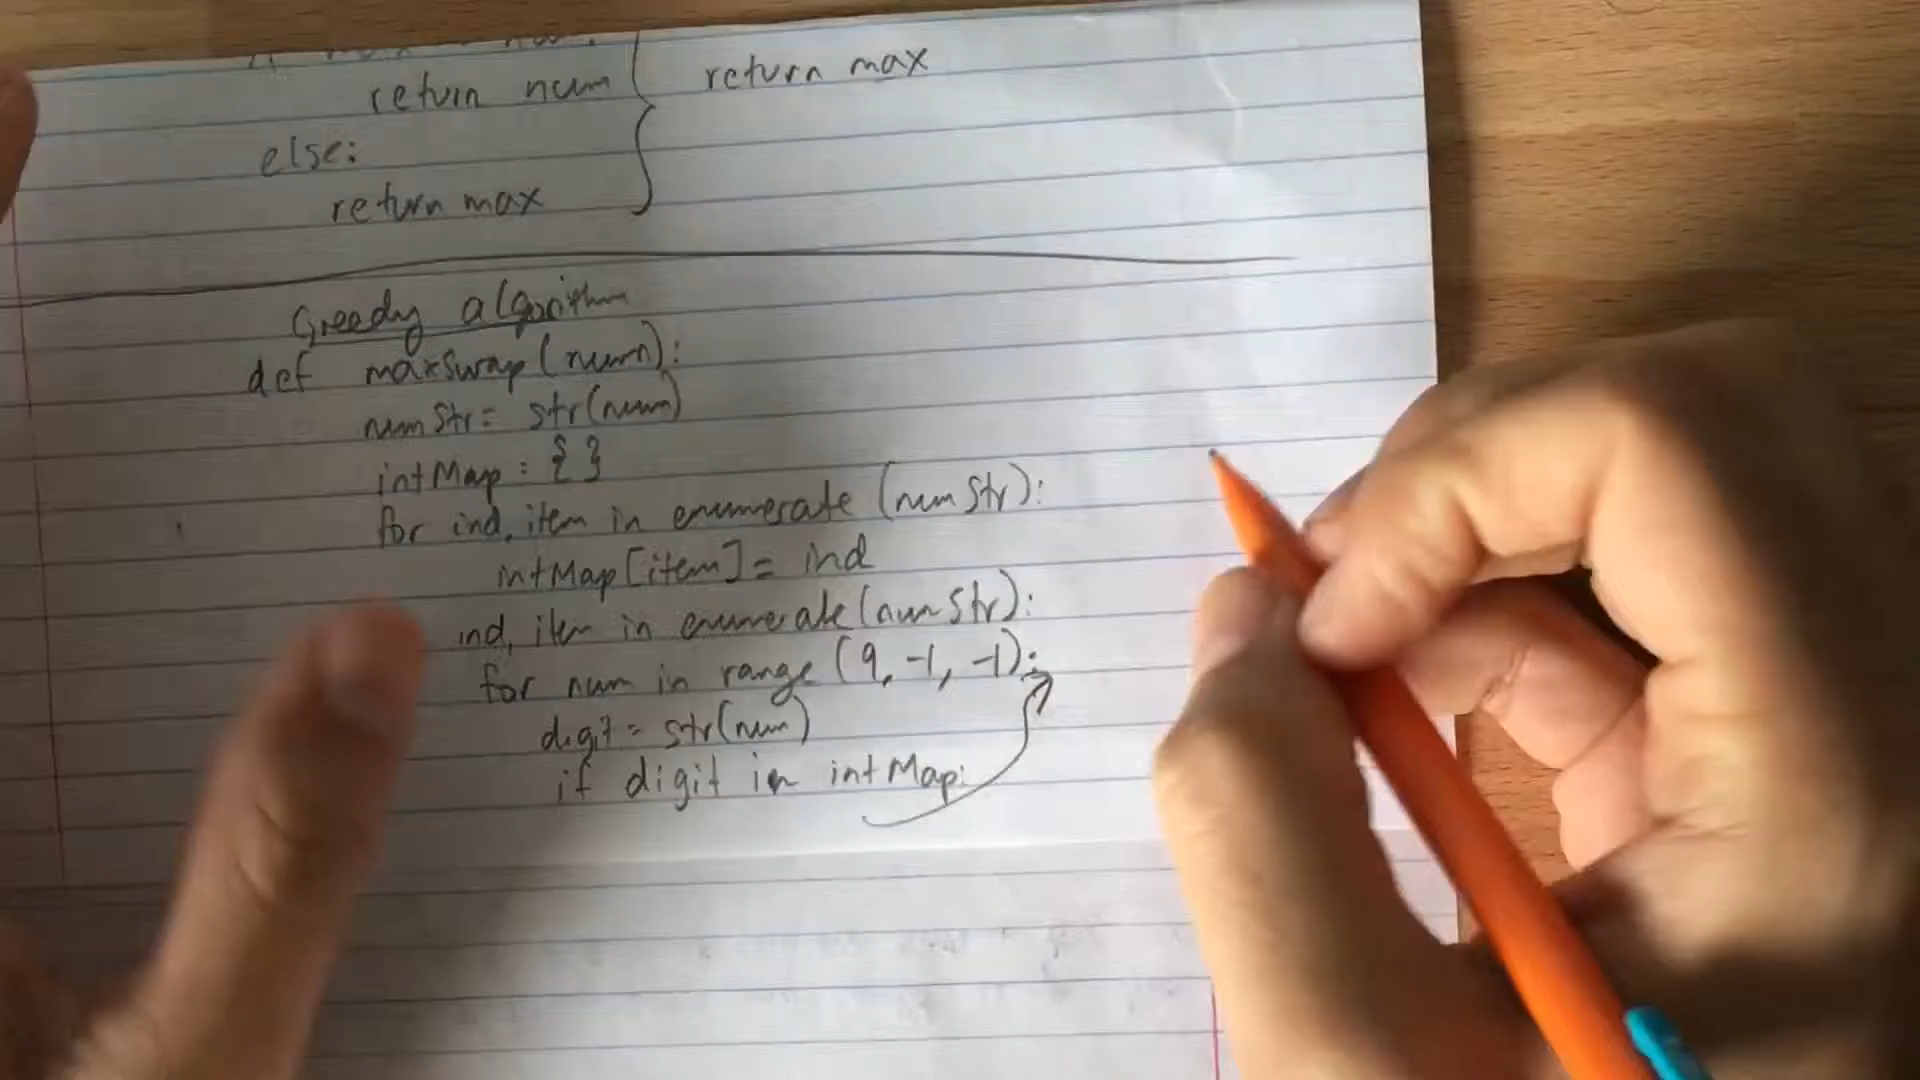 return num
return max
else:
return max
Greedy algorithm
def maxSwap(num):
numStr = str(num)
intMap = { }
for ind, item in enumerate (numStr):
intMap[item] = ind
ind, item in enumerate(numStr):
for num in range (9, -1, -1):
digit = str(num)
if digit in intMap: